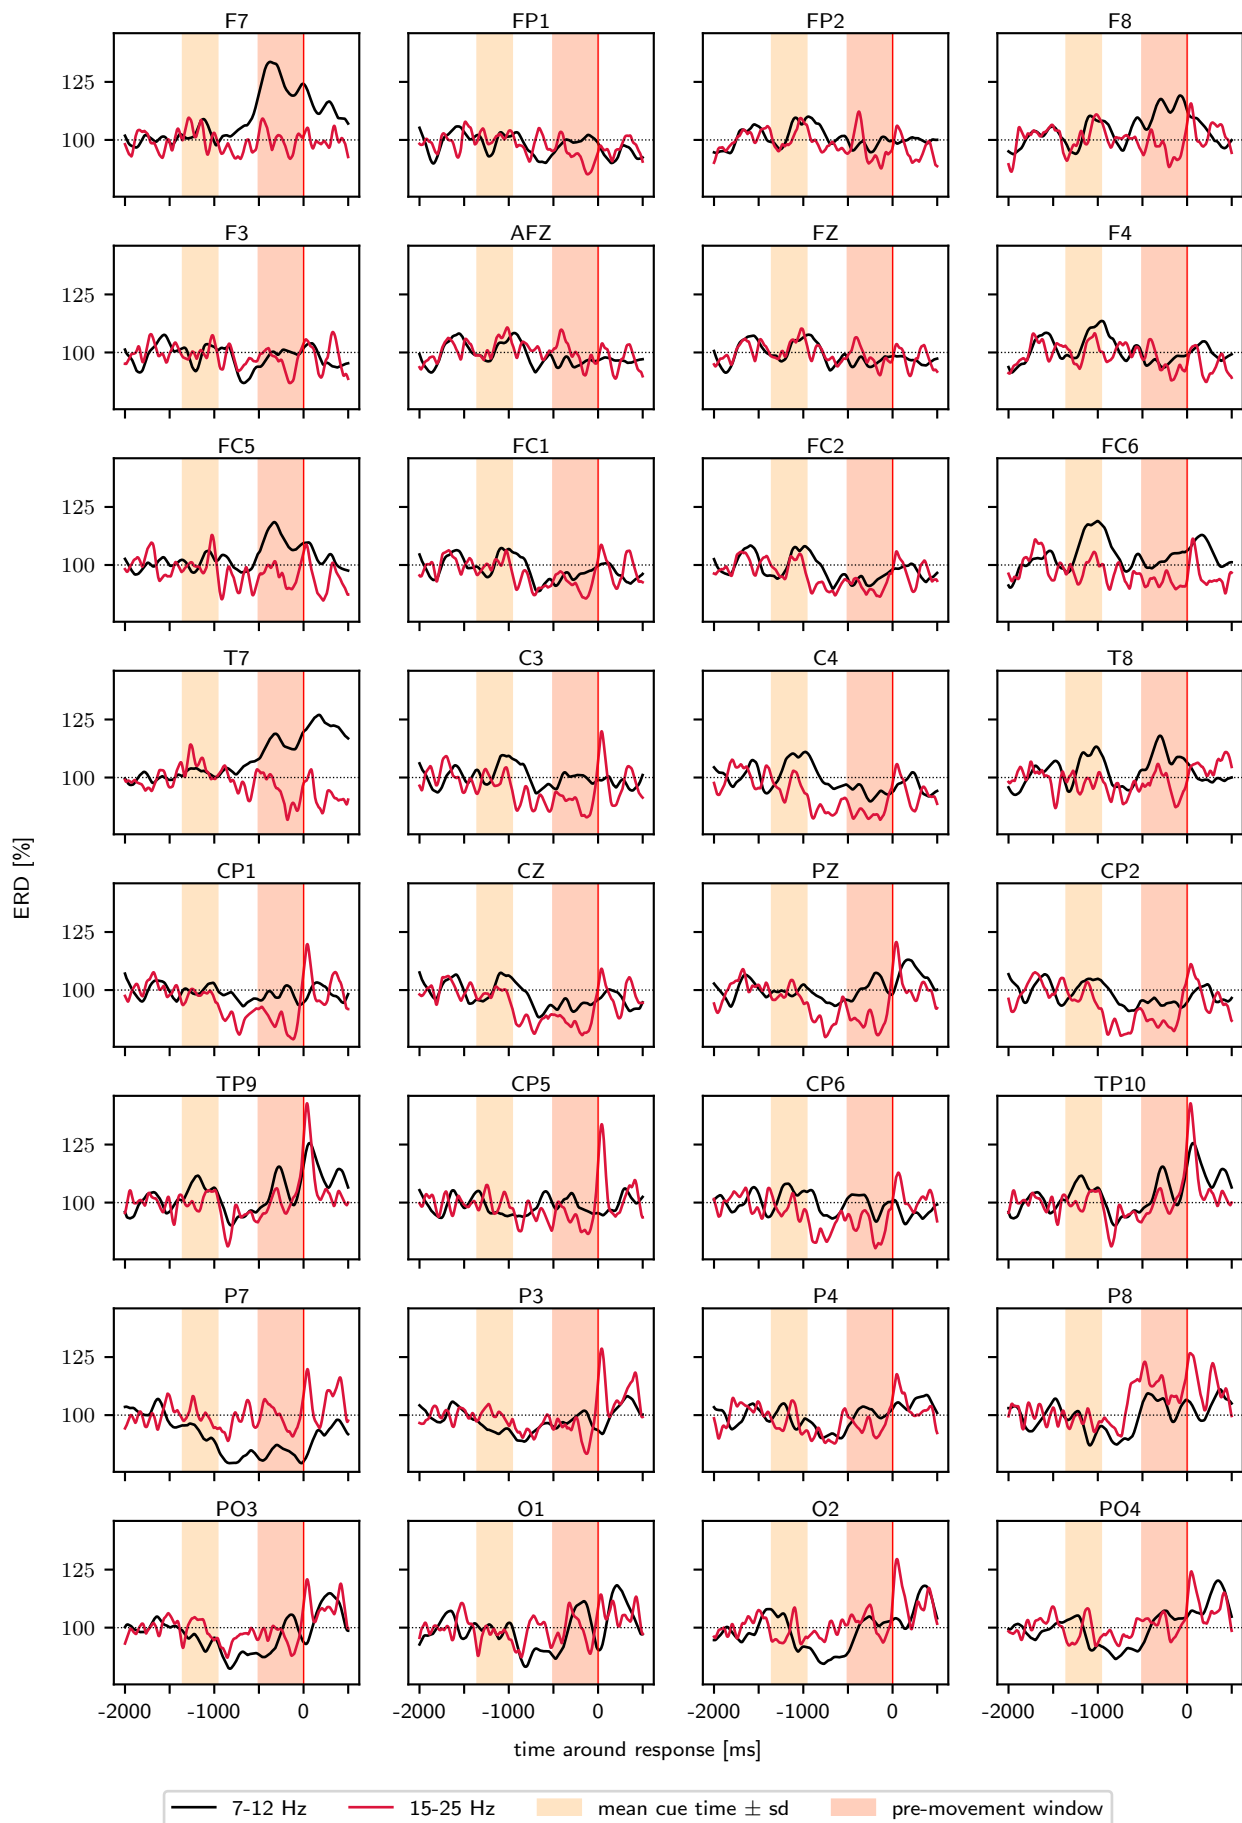 F7 FP1 FP2 F8
125
100
F3 AFZ FZ F4
125
100
FC5 FC1 FC2 FC6
125
100
T7 C3 C4 T8
125
100
ERD [%]
CP1 CZ PZ CP2
125
100
TP9 CP5 CP6 TP10
125
100
P7 P3 P4 P8
125
100
PO3 O1 O2 PO4
125
100
-2000 -1000 0 -2000 -1000 0 -2000 -1000 0 -2000 -1000 0
time around response [ms]
7-12 Hz 15-25 Hz mean cue time ± sd pre-movement window